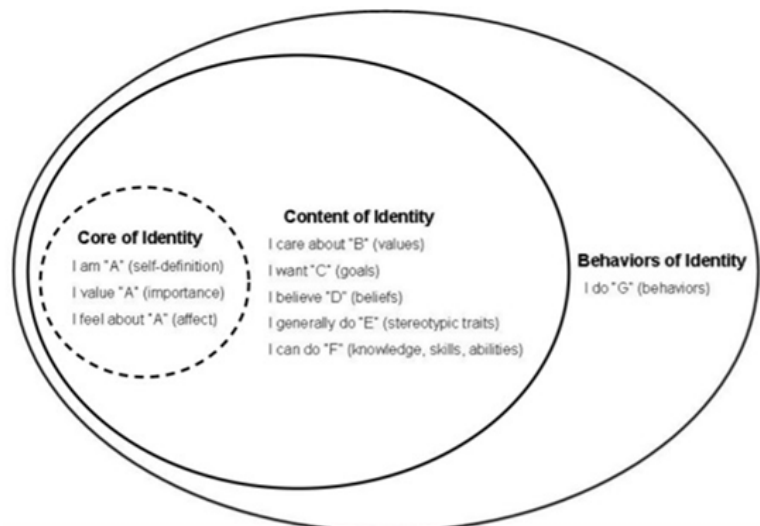 Core of Identity
I am "A" (self-definition)
I value "A" (importance)
I feel about "A" (affect)
Content of Identity
I care about "B" (values)
I want "C" (goals)
I believe "D" (beliefs)
I generally do "E" (stereotypic traits)
I can do "F" (knowledge, skills, abilities)
Behaviors of Identity
I do "G" (behaviors)